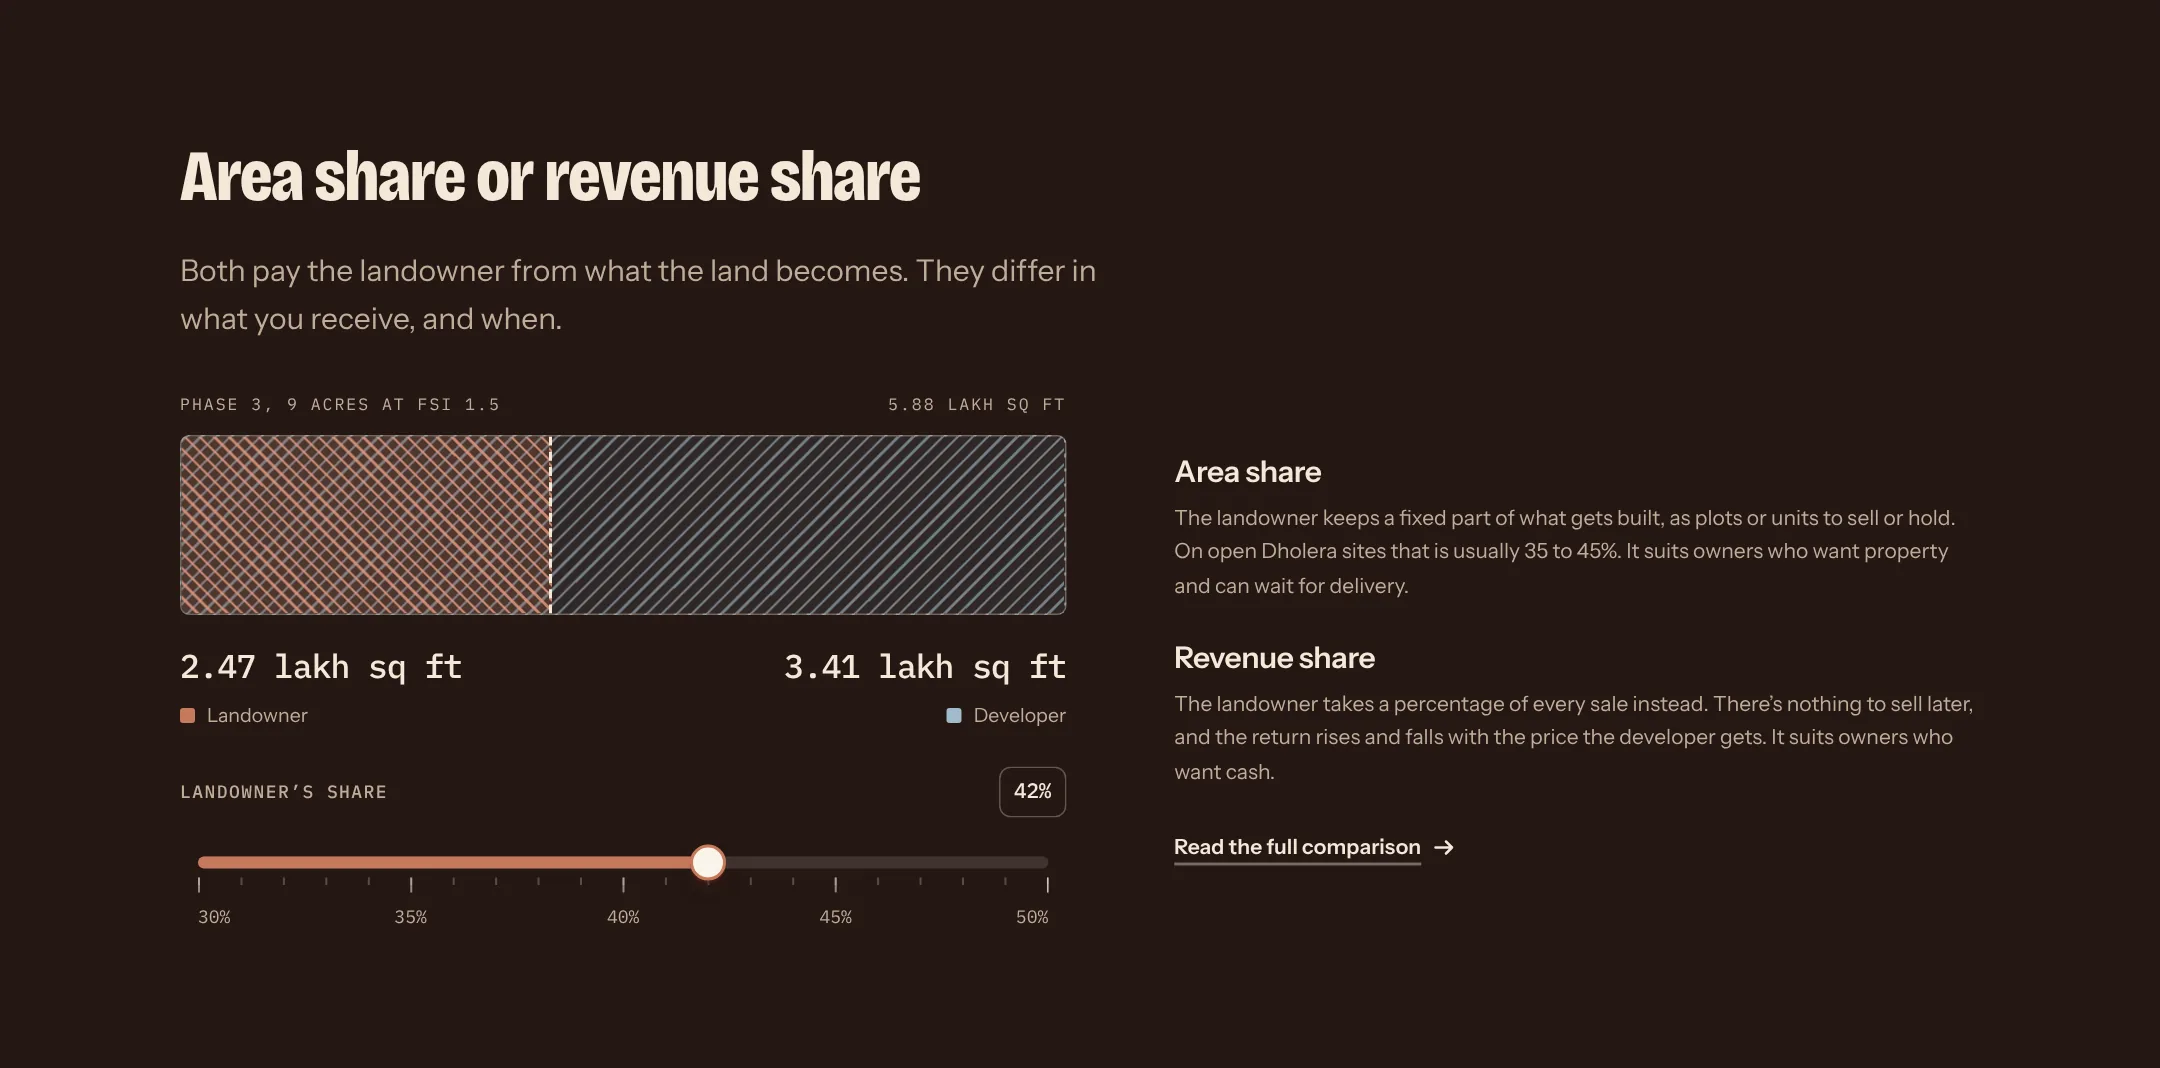 Area share or revenue share
Both pay the landowner from what the land becomes. They differ in
what you receive, and when.
PHASE 3, 9 ACRES AT FSI 1.5
5.88 LAKH SQ FT
2.47 lakh sq ft
3.41 lakh sq ft
Landowner
Developer
LANDOWNER’S SHARE
42%
30%
35%
40%
45%
50%
Area share
The landowner keeps a fixed part of what gets built, as plots or units to sell or hold.
On open Dholera sites that is usually 35 to 45%. It suits owners who want property
and can wait for delivery.
Revenue share
The landowner takes a percentage of every sale instead. There’s nothing to sell later,
and the return rises and falls with the price the developer gets. It suits owners who
want cash.
Read the full comparison →